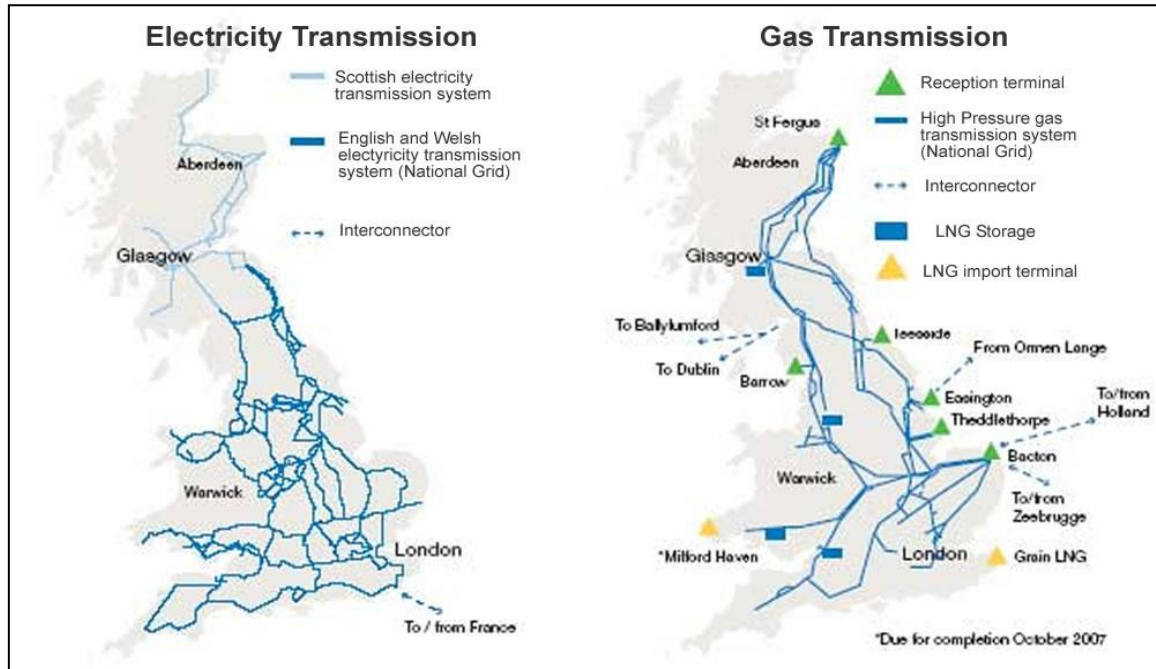 Electricity Transmission
Scottish electricity
transmission system
English and Welsh
electyricity transmission
system (National Grid)
Interconnector
Aberdeen
Glasgow
Warwick
London
To / from France
Gas Transmission
Reception terminal
High Pressure gas
transmission system
(National Grid)
Interconnector
LNG Storage
LNG import terminal
St Fergus
Aberdeen
Glasgow
To Ballylumford
To Dublin
Barrow
Teesside
From Ormen Lange
Easington
Theddlethorpe
To/from
Holland
Bacton
To/from
Zeebrugge
Warwick
*Milford Haven
London
Grain LNG
*Due for completion October 2007